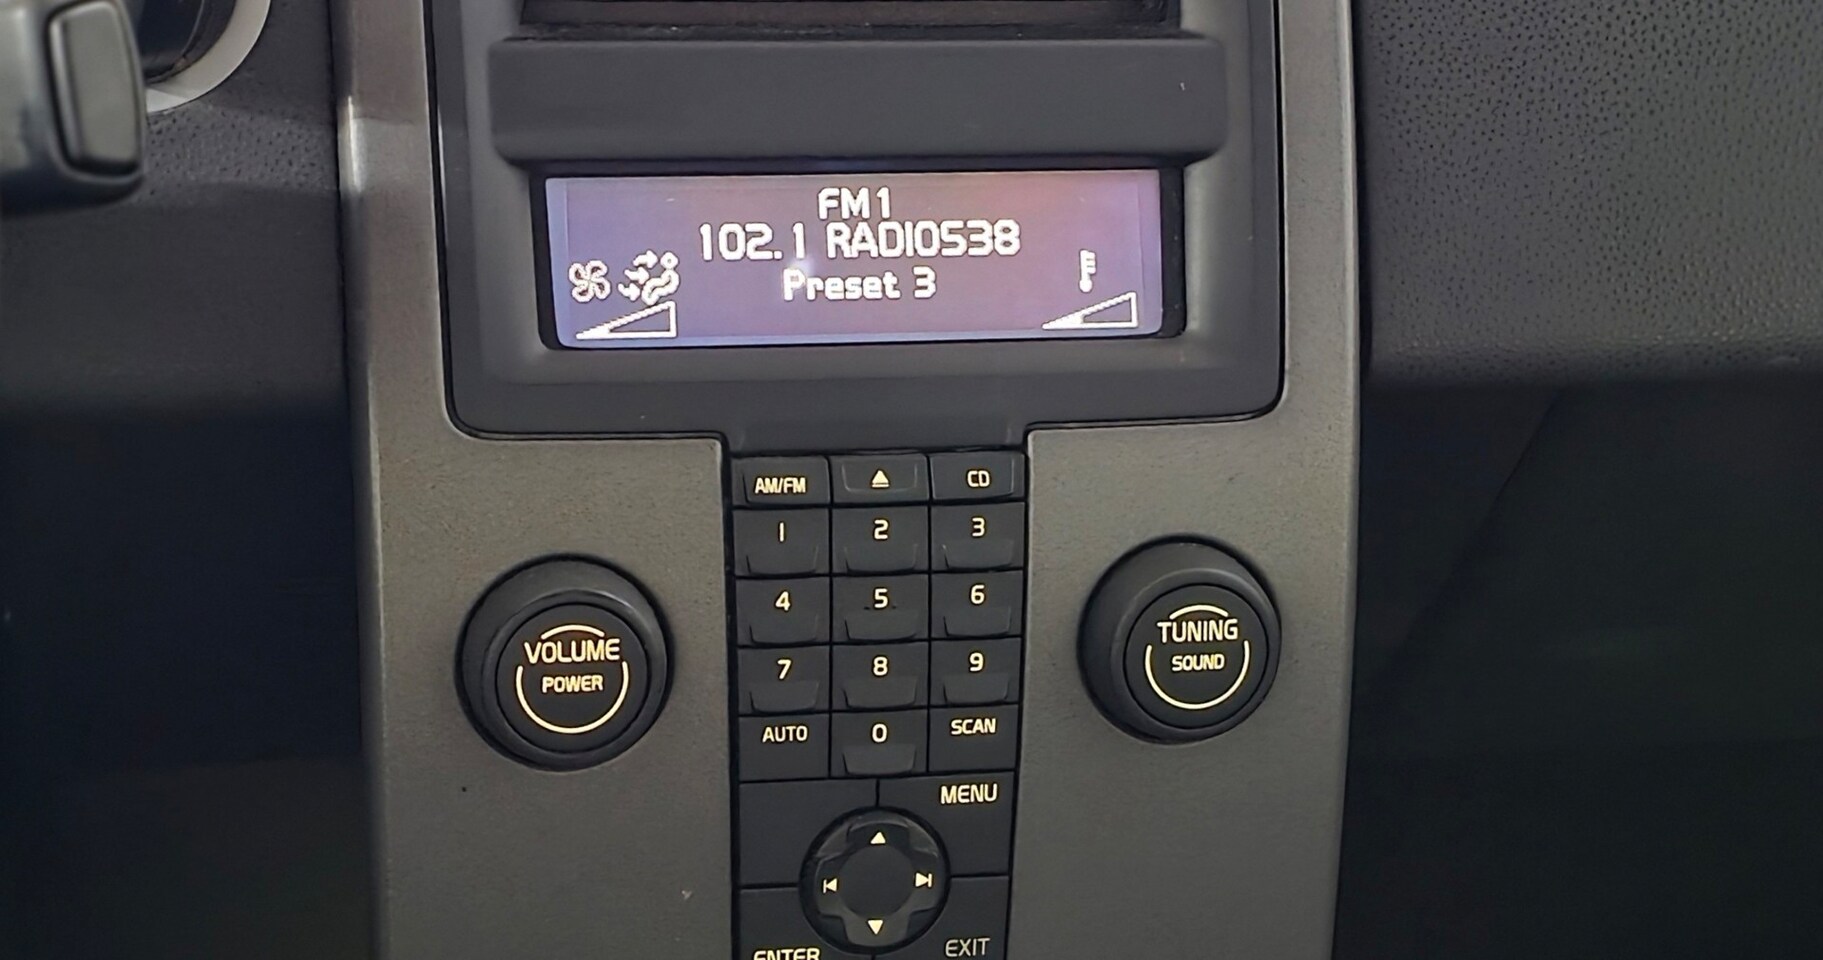 FM1
102.1 RADIO538
Preset 3
AM/FM
CD
1 2 3
4 5 6
7 8 9
AUTO 0 SCAN
VOLUME
POWER
TUNING
SOUND
MENU
ENTER
EXIT